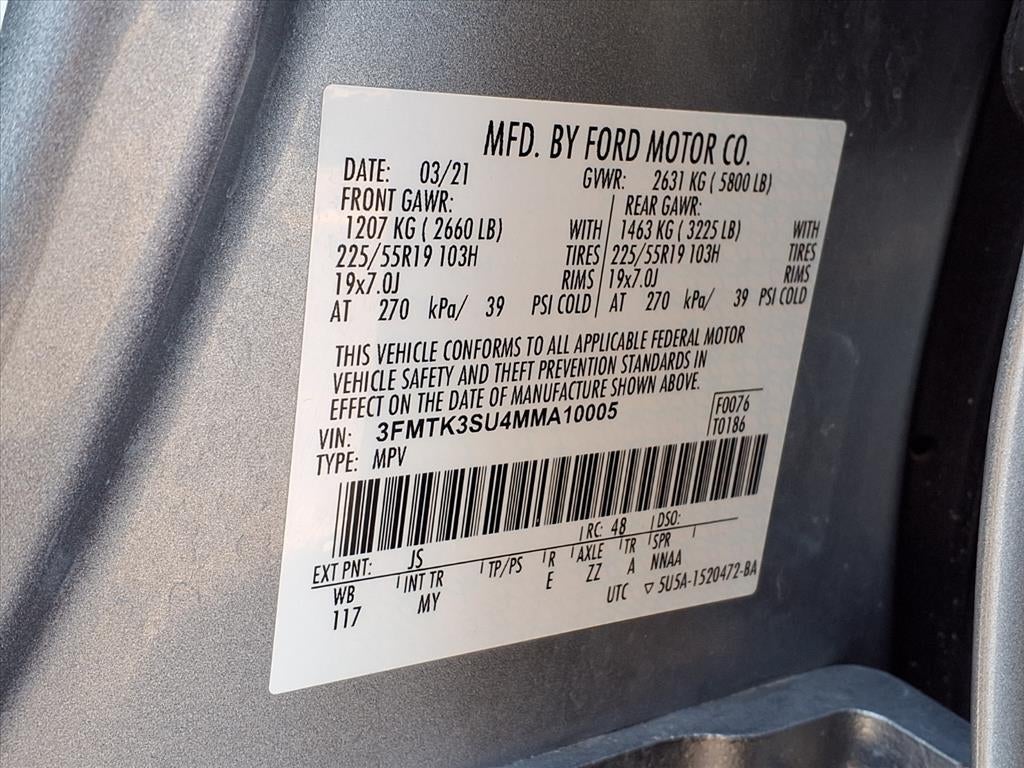 MFD. BY FORD MOTOR CO.
DATE: 03/21 GVWR: 2631 KG ( 5800 LB)
FRONT GAWR: REAR GAWR:
1207 KG ( 2660 LB) WITH 1463 KG ( 3225 LB) WITH
225/55R19 103H TIRES 225/55R19 103H TIRES
19x7.0J RIMS 19x7.0J RIMS
AT 270 kPa/ 39 PSI COLD AT 270 kPa/ 39 PSI COLD
THIS VEHICLE CONFORMS TO ALL APPLICABLE FEDERAL MOTOR
VEHICLE SAFETY AND THEFT PREVENTION STANDARDS IN
EFFECT ON THE DATE OF MANUFACTURE SHOWN ABOVE.
VIN: 3FMTK3SU4MMA10005 F0076
TYPE: MPV T0186
EXT PNT: JS RC: 48 DSO:
WB INT TR TP/PS R AXLE TR SPR
117 MY E ZZ A NNAA
UTC ▽ 5U5A-1520472-BA